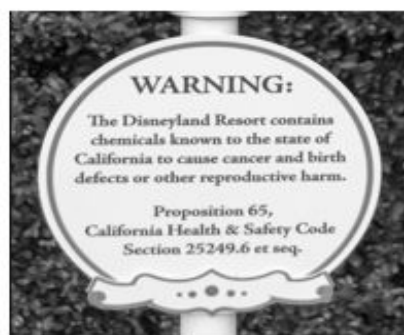 WARNING:
The Disneyland Resort contains
chemicals known to the state of
California to cause cancer and birth
defects or other reproductive harm.
Proposition 65,
California Health & Safety Code
Section 25249.6 et seq.